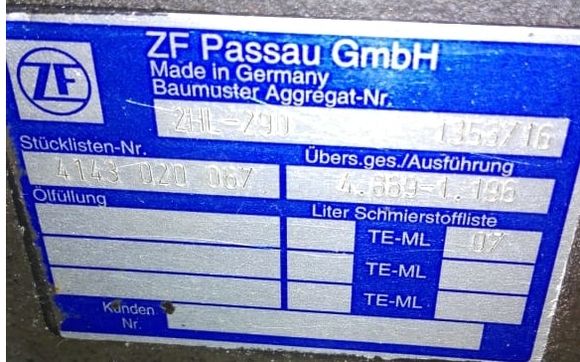 ZF
ZF Passau GmbH
Made in Germany
Baumuster Aggregat-Nr.
2HL-290 1353716
Stücklisten-Nr. Übers.ges./Ausführung
4143 020 067 4.869-1.196
Ölfüllung Liter Schmierstoffliste
TE-ML 07
TE-ML
TE-ML
Kunden
Nr.